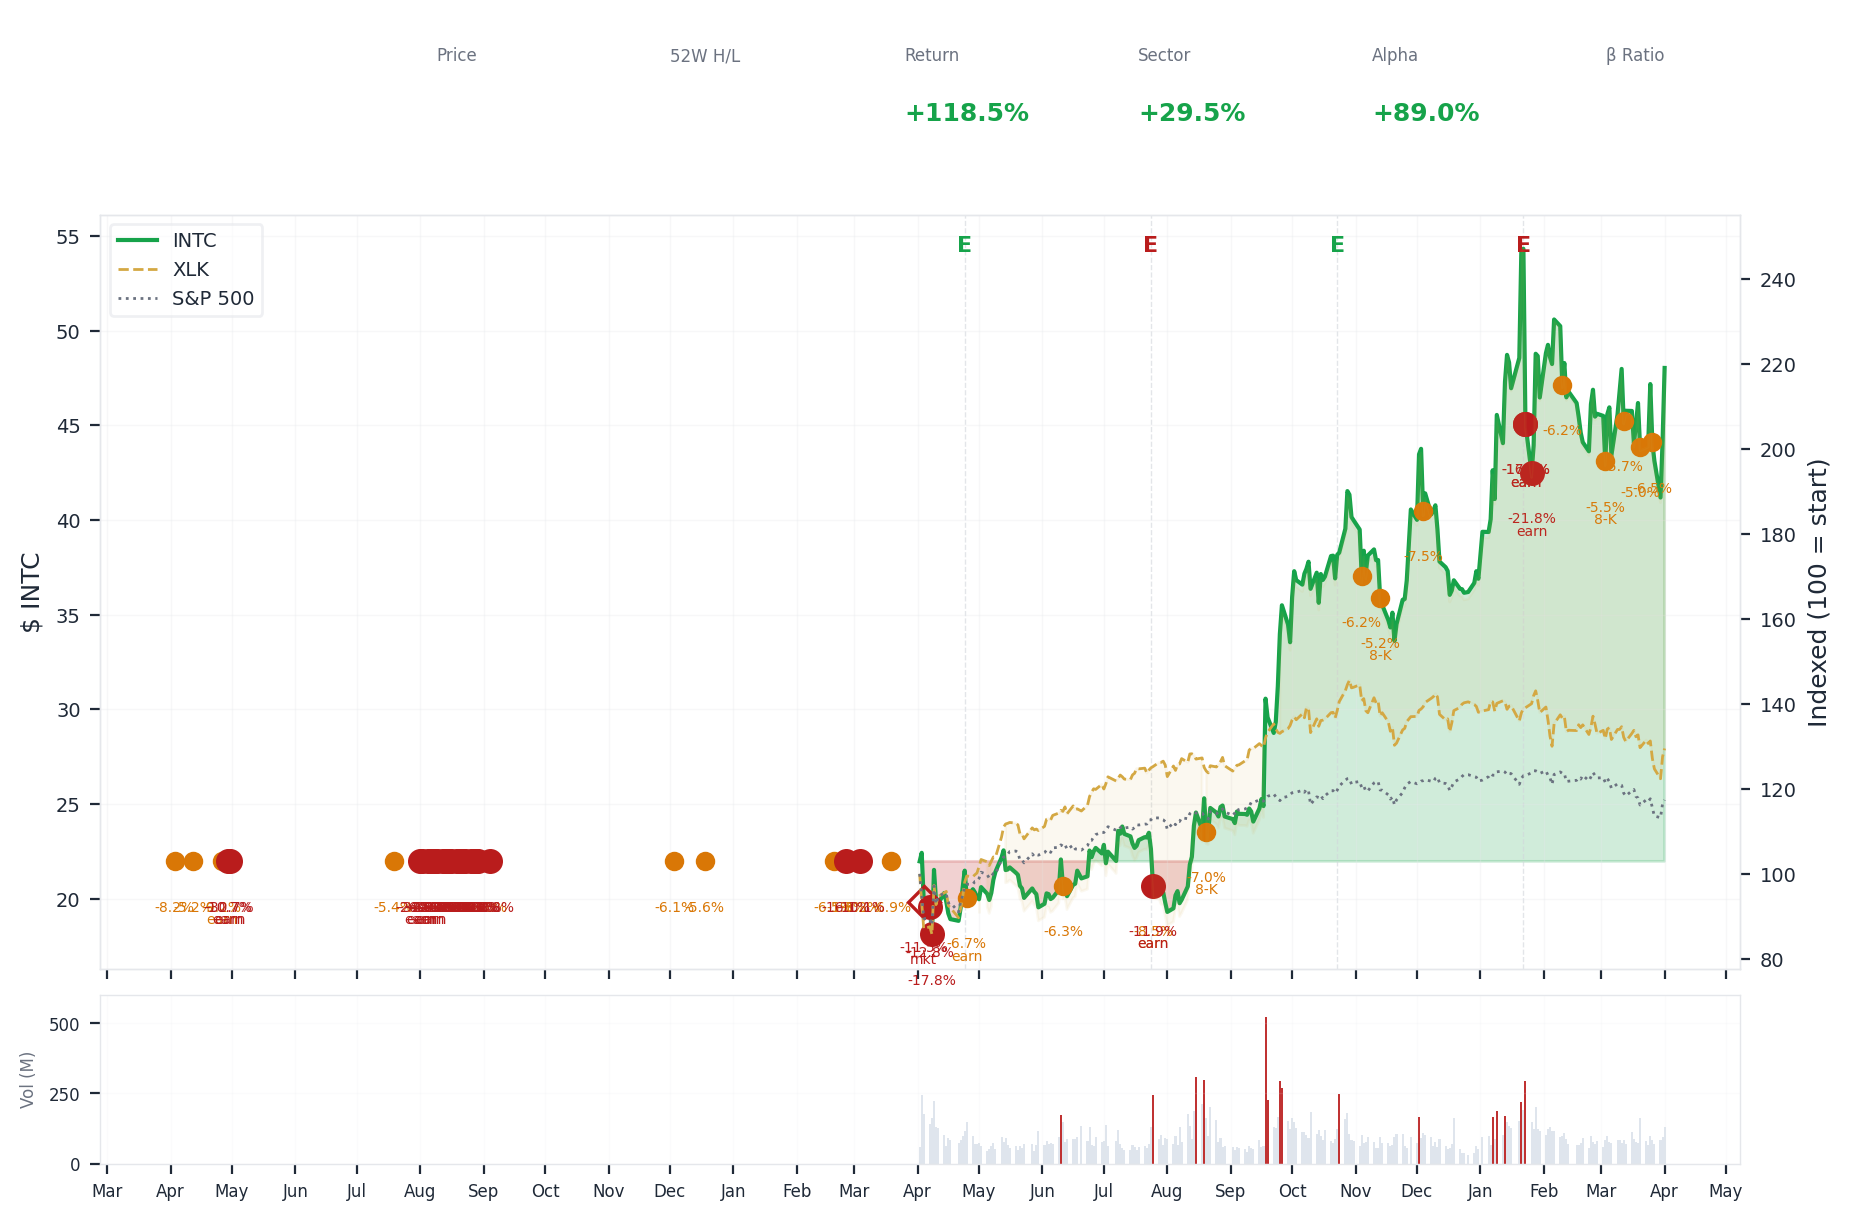 Price 52W H/L Return Sector Alpha β Ratio
+118.5% +29.5% +89.0%
INTC
XLK
S&P 500
E E E E
55
50
45
40
35
30
25
20
$ INTC
240
220
200
180
160
140
120
100
80
Indexed (100 = start)
-6.2%
-6.5%
-5.5%
8-K
-21.8%
earn
-7.5%
-6.2%
-5.2%
8-K
-7.0%
8-K
-8.2%
-6.1%
-6.3%
-11.9%
earn
-6.7%
earn
mkt
-17.8%
500
250
0
Vol (M)
Mar Apr May Jun Jul Aug Sep Oct Nov Dec Jan Feb Mar Apr May Jun Jul Aug Sep Oct Nov Dec Jan Feb Mar Apr May